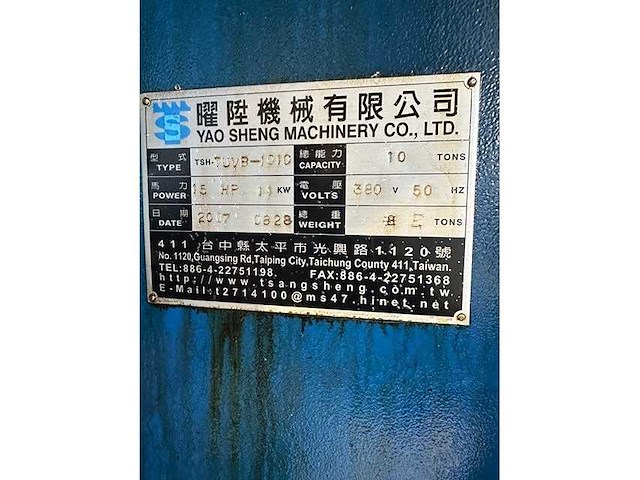 曜陞機械有限公司
YAO SHENG MACHINERY CO., LTD.
型式 TYPE TSH-TUVB-1010 總能力 CAPACITY 10 TONS
馬力 POWER 15 HP 11 KW 電壓 VOLTS 380 V 50 HZ
日期 DATE 2007 0828 總重 WEIGHT TONS
411 台中縣太平市光興路1120號
No. 1120,Guangsing Rd,Taiping City,Taichung County 411,Taiwan.
TEL:886-4-22751198. FAX:886-4-22751368
http://www.tsangsheng.com.tw
E-Mail:t2714100@ms47.hinet.net